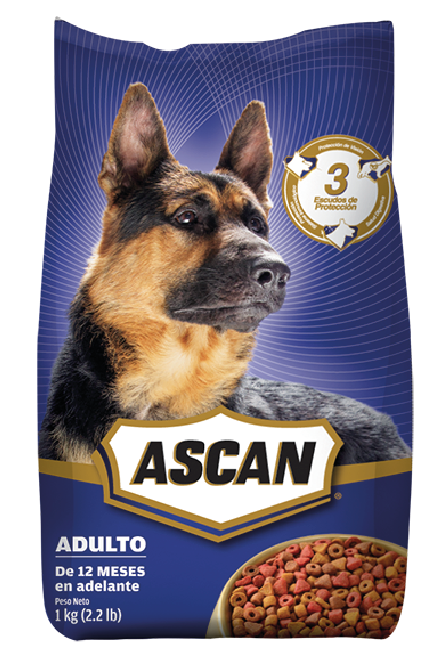 3
Escudos de
Protección
ASCAN
®
ADULTO
De 12 MESES
en adelante
Peso Neto
1 kg (2.2 lb)